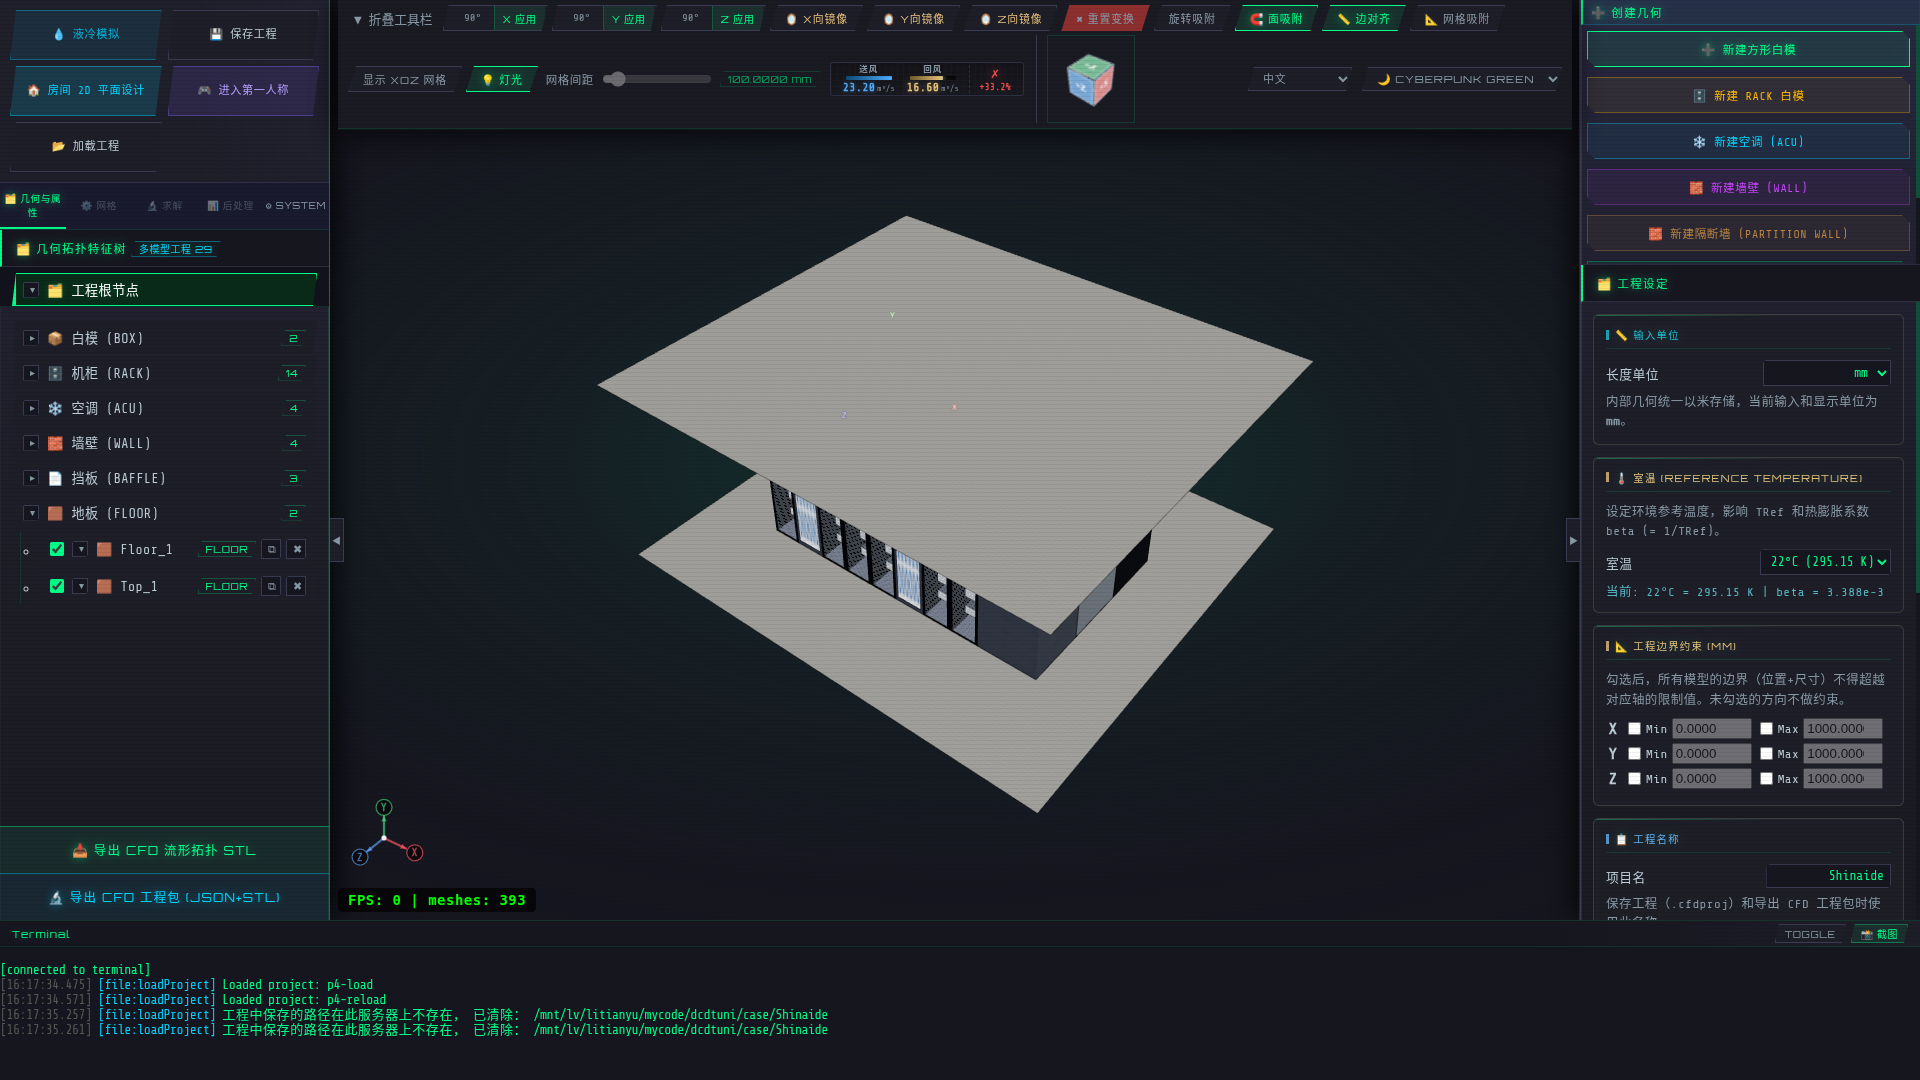 💧 液冷模拟
💾 保存工程
🏠 房间 2D 平面设计
🎮 进入第一人称
📂 加载工程
几何与属性
网格
求解
后处理
SYSTEM
几何拓扑特征树 多模型工程 29
工程根节点
白模 (BOX) 2
机柜 (RACK) 14
空调 (ACU) 4
墙壁 (WALL) 4
挡板 (BAFFLE) 3
地板 (FLOOR) 2
Floor_1 FLOOR
Top_1 FLOOR
导出 CFD 流形拓扑 STL
导出 CFD 工程包 (JSON+STL)
▼ 折叠工具栏
90° X 应用
90° Y 应用
90° Z 应用
X向镜像
Y向镜像
Z向镜像
✖ 重置变换
旋转吸附
面吸附
边对齐
网格吸附
显示 XOZ 网格
灯光
网格间距
100.0000 mm
送风
23.20 m³/s
回风
16.60 m³/s
✗
+33.2%
中文
CYBERPUNK GREEN
Y
Z
X
Y
Z
X
FPS: 0 | meshes: 393
创建几何
新建方形白模
新建 RACK 白模
新建空调 (ACU)
新建墙壁 (WALL)
新建隔断墙 (PARTITION WALL)
工程设定
输入单位
长度单位 mm
内部几何统一以米存储, 当前输入和显示单位为
mm。
室温 (REFERENCE TEMPERATURE)
设定环境参考温度, 影响 TRef 和热膨胀系数
beta (= 1/TRef)。
室温 22°C (295.15 K)
当前: 22°C = 295.15 K | beta = 3.388e-3
工程边界约束 (MM)
勾选后, 所有模型的边界 (位置+尺寸) 不得超越
对应轴的限制值。未勾选的方向不做约束。
X Min 0.0000 Max 1000.000
Y Min 0.0000 Max 1000.000
Z Min 0.0000 Max 1000.000
工程名称
项目名 Shinaide
保存工程 (.cfdproj) 和导出 CFD 工程包时使
用此名称
Terminal
TOGGLE
截图
[connected to terminal]
[16:17:34.475] [file:loadProject] Loaded project: p4-load
[16:17:34.571] [file:loadProject] Loaded project: p4-reload
[16:17:35.257] [file:loadProject] 工程中保存的路径在此服务器上不存在, 已清除: /mnt/lv/litianyu/mycode/dcdtuni/case/Shinaide
[16:17:35.261] [file:loadProject] 工程中保存的路径在此服务器上不存在, 已清除: /mnt/lv/litianyu/mycode/dcdtuni/case/Shinaide